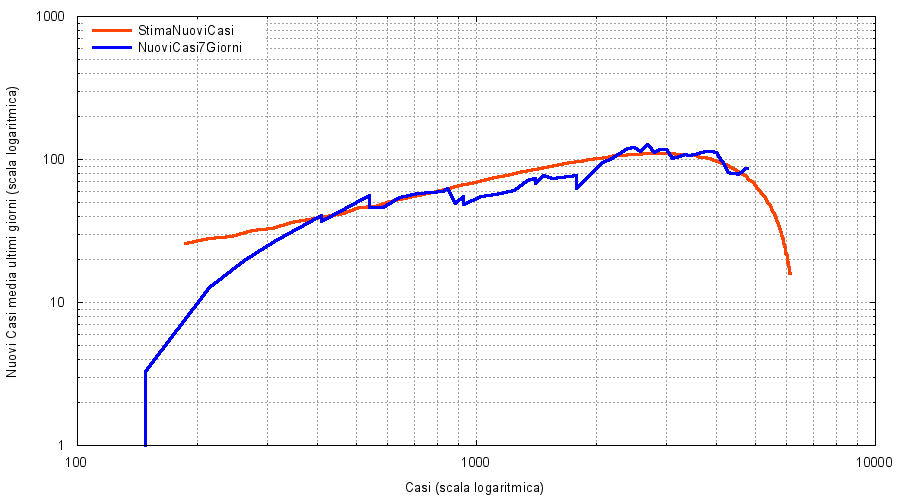 1000
StimaNuoviCasi
NuoviCasi7Giorni
100
10
1
100
1000
10000
Nuovi Casi media ultimi giorni (scala logaritmica)
Casi (scala logaritmica)